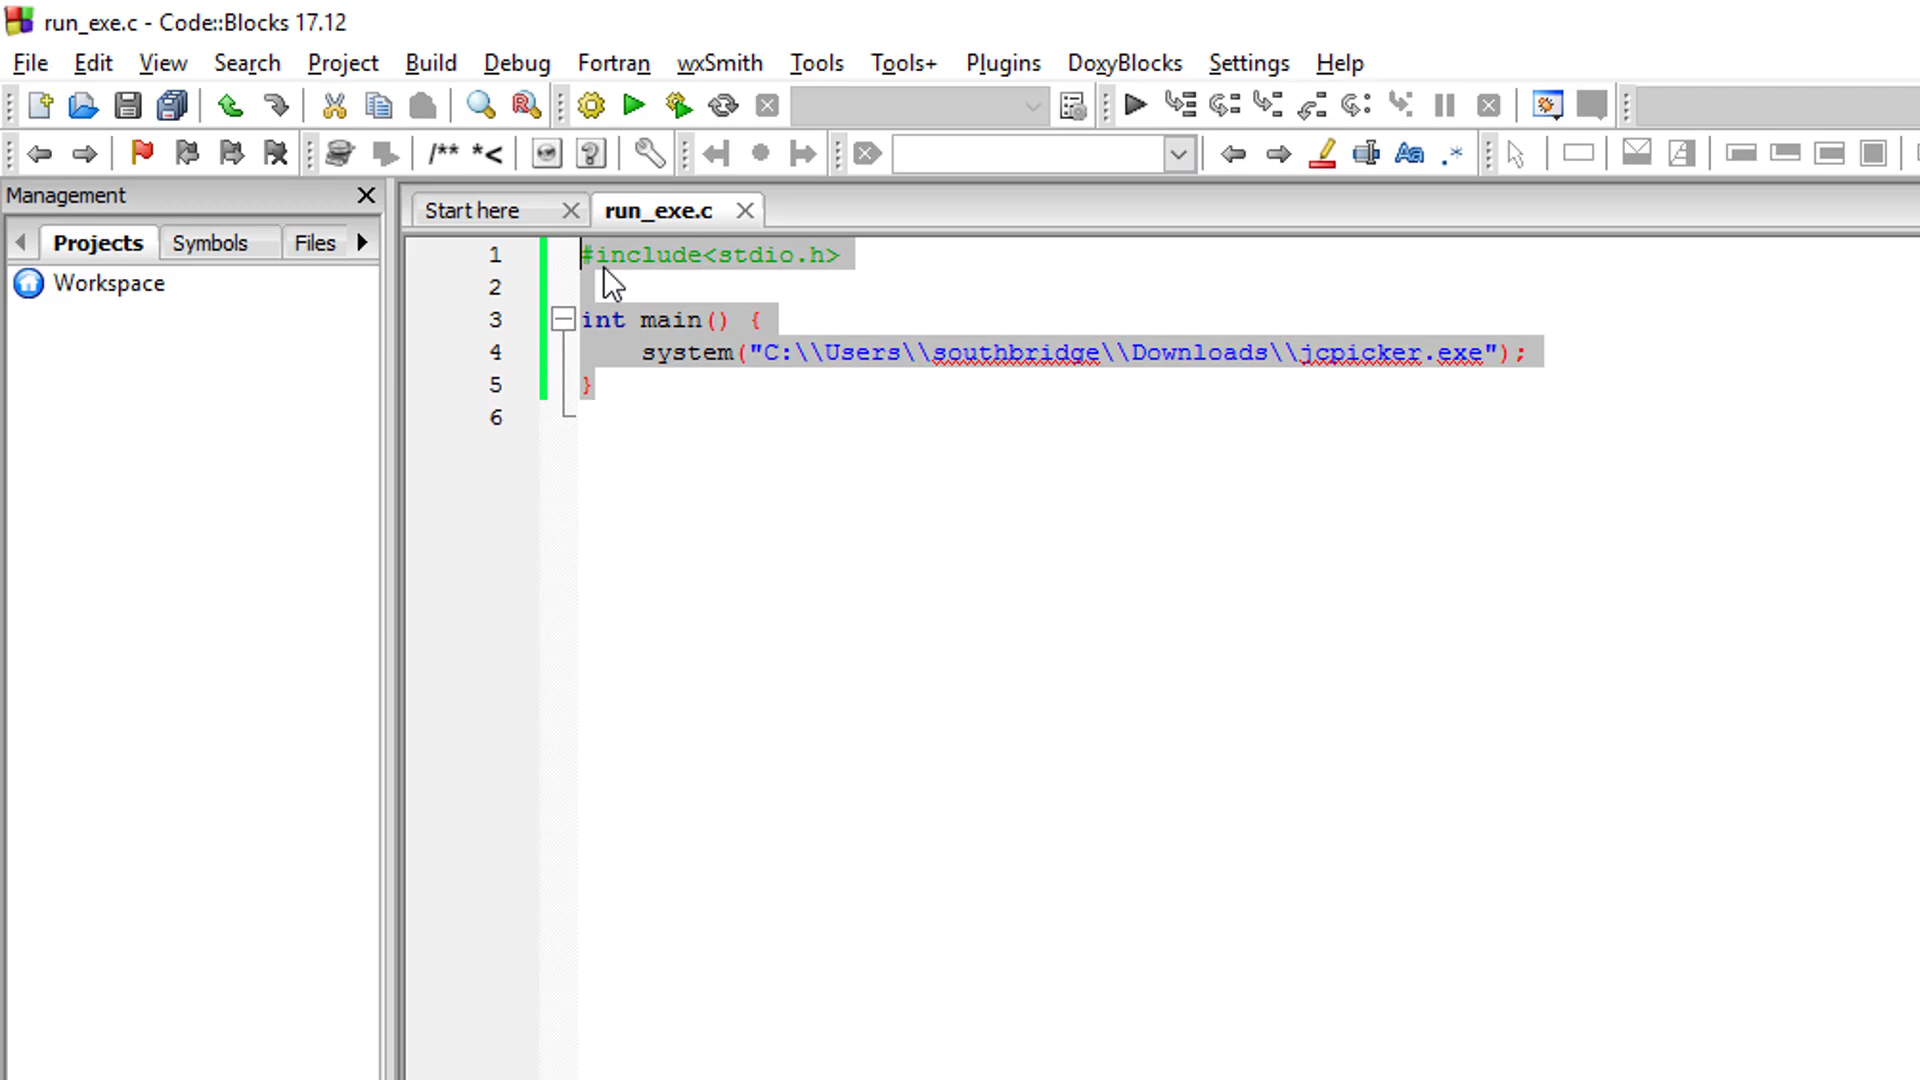 run_exe.c - Code::Blocks 17.12
File Edit View Search Project Build Debug Fortran wxSmith Tools Tools+ Plugins DoxyBlocks Settings Help
/** *<
Aa .*
Management
Start here run_exe.c
Projects Symbols Files
Workspace
1 #include<stdio.h>
2
3 int main() {
4 system("C:\\Users\\southbridge\\Downloads\\jcpicker.exe");
5 }
6